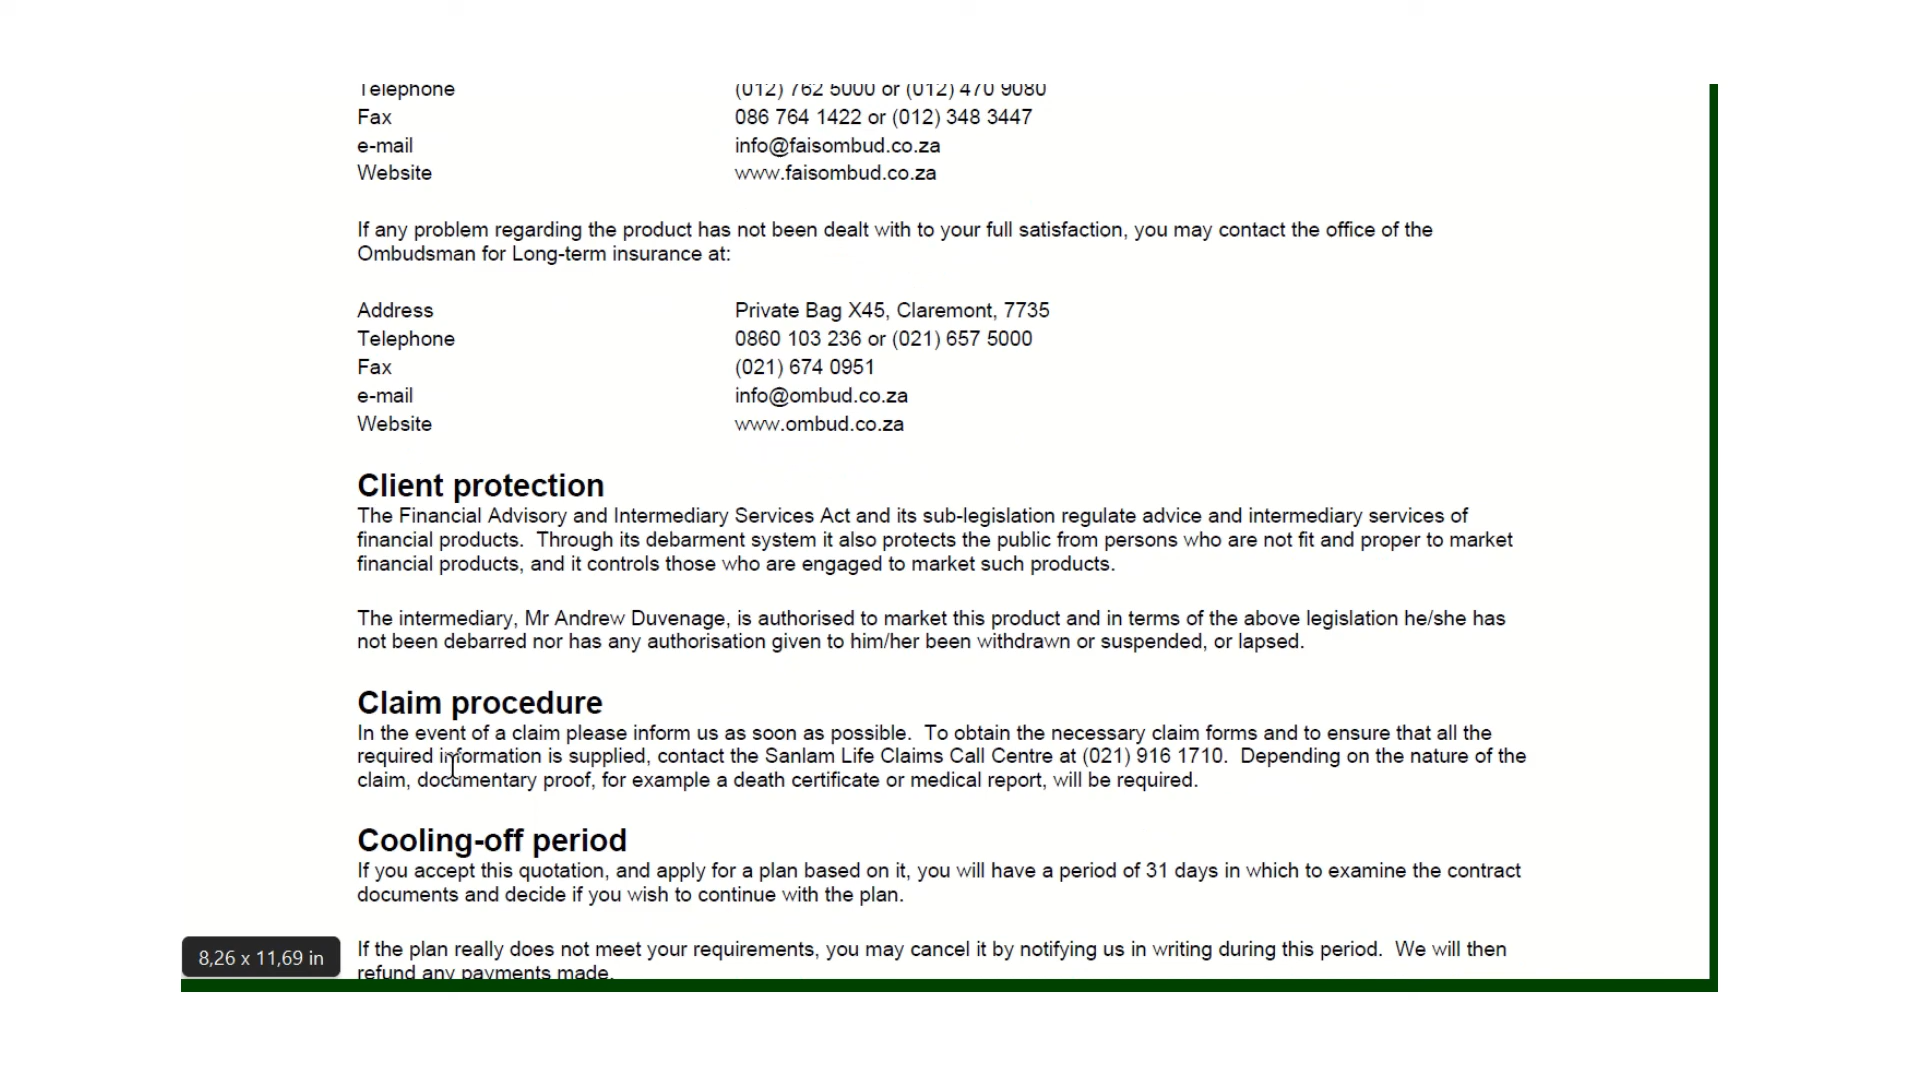 Telephone (012) 762 5000 or (012) 470 9080
Fax 086 764 1422 or (012) 348 3447
e-mail info@faisombud.co.za
Website www.faisombud.co.za
If any problem regarding the product has not been dealt with to your full satisfaction, you may contact the office of the
Ombudsman for Long-term insurance at:
Address Private Bag X45, Claremont, 7735
Telephone 0860 103 236 or (021) 657 5000
Fax (021) 674 0951
e-mail info@ombud.co.za
Website www.ombud.co.za
Client protection
The Financial Advisory and Intermediary Services Act and its sub-legislation regulate advice and intermediary services of
financial products.  Through its debarment system it also protects the public from persons who are not fit and proper to market
financial products, and it controls those who are engaged to market such products.
The intermediary, Mr Andrew Duvenage, is authorised to market this product and in terms of the above legislation he/she has
not been debarred nor has any authorisation given to him/her been withdrawn or suspended, or lapsed.
Claim procedure
In the event of a claim please inform us as soon as possible.  To obtain the necessary claim forms and to ensure that all the
required information is supplied, contact the Sanlam Life Claims Call Centre at (021) 916 1710.  Depending on the nature of the
claim, documentary proof, for example a death certificate or medical report, will be required.
Cooling-off period
If you accept this quotation, and apply for a plan based on it, you will have a period of 31 days in which to examine the contract
documents and decide if you wish to continue with the plan.
If the plan really does not meet your requirements, you may cancel it by notifying us in writing during this period.  We will then
refund any payments made.
8,26 x 11,69 in